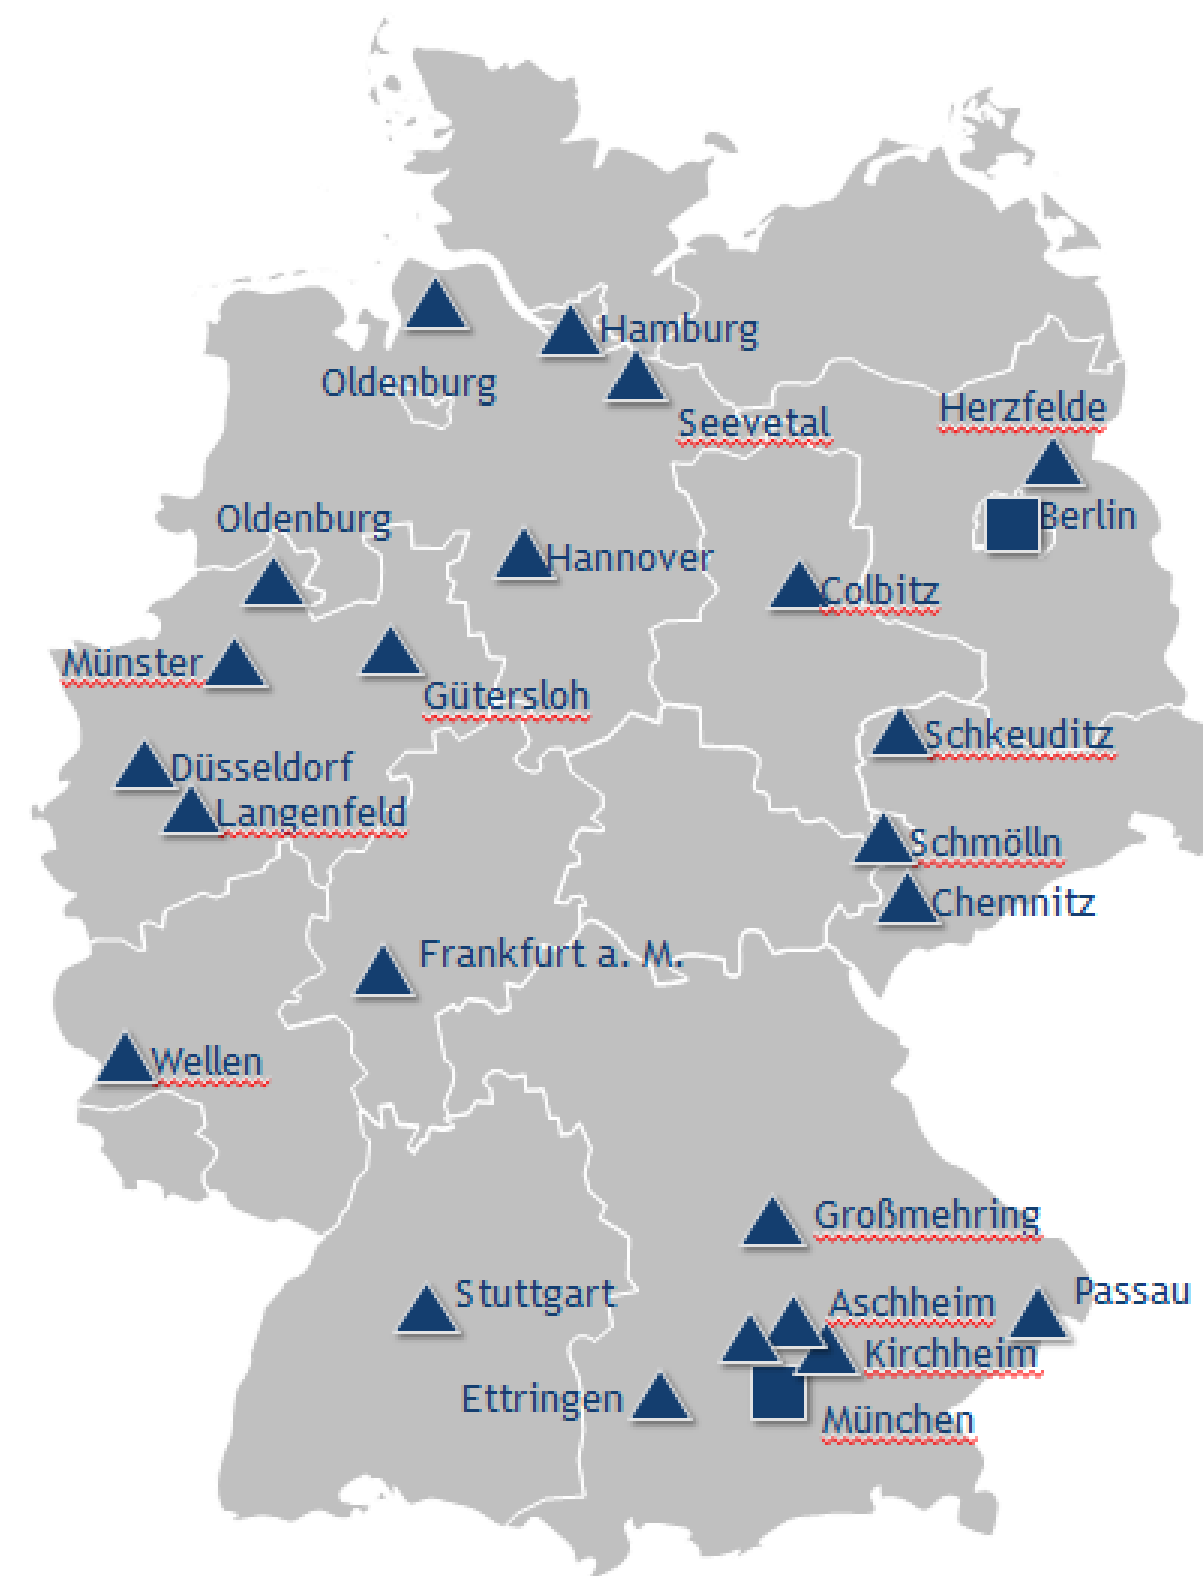 Hamburg
Oldenburg
Seevetal
Herzfelde
Oldenburg
Berlin
Hannover
Colbitz
Münster
Gütersloh
Schkeuditz
Düsseldorf
Langenfeld
Schmölln
Chemnitz
Frankfurt a. M.
Wellen
Großmehring
Passau
Stuttgart
Aschheim
Kirchheim
Ettringen
München